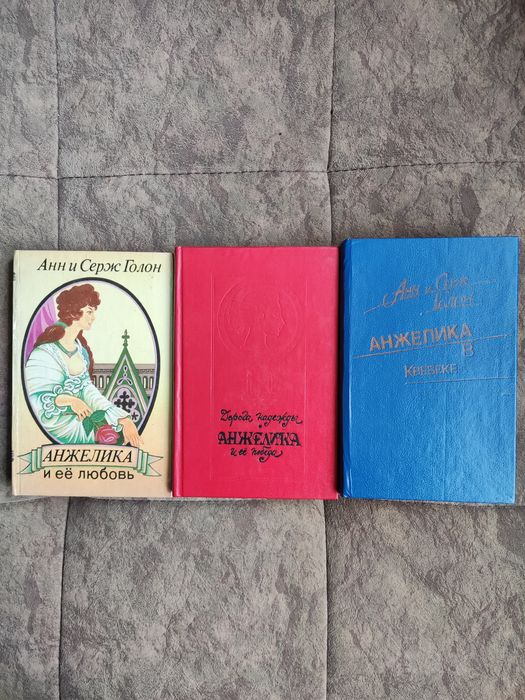 Анн и Серж Голон
АНЖЕЛИКА
и её любовь
Дорога надежды
АНЖЕЛИКА
и её победа
Анн и Серж
Голон
АНЖЕЛИКА
В
КВЕБЕКЕ